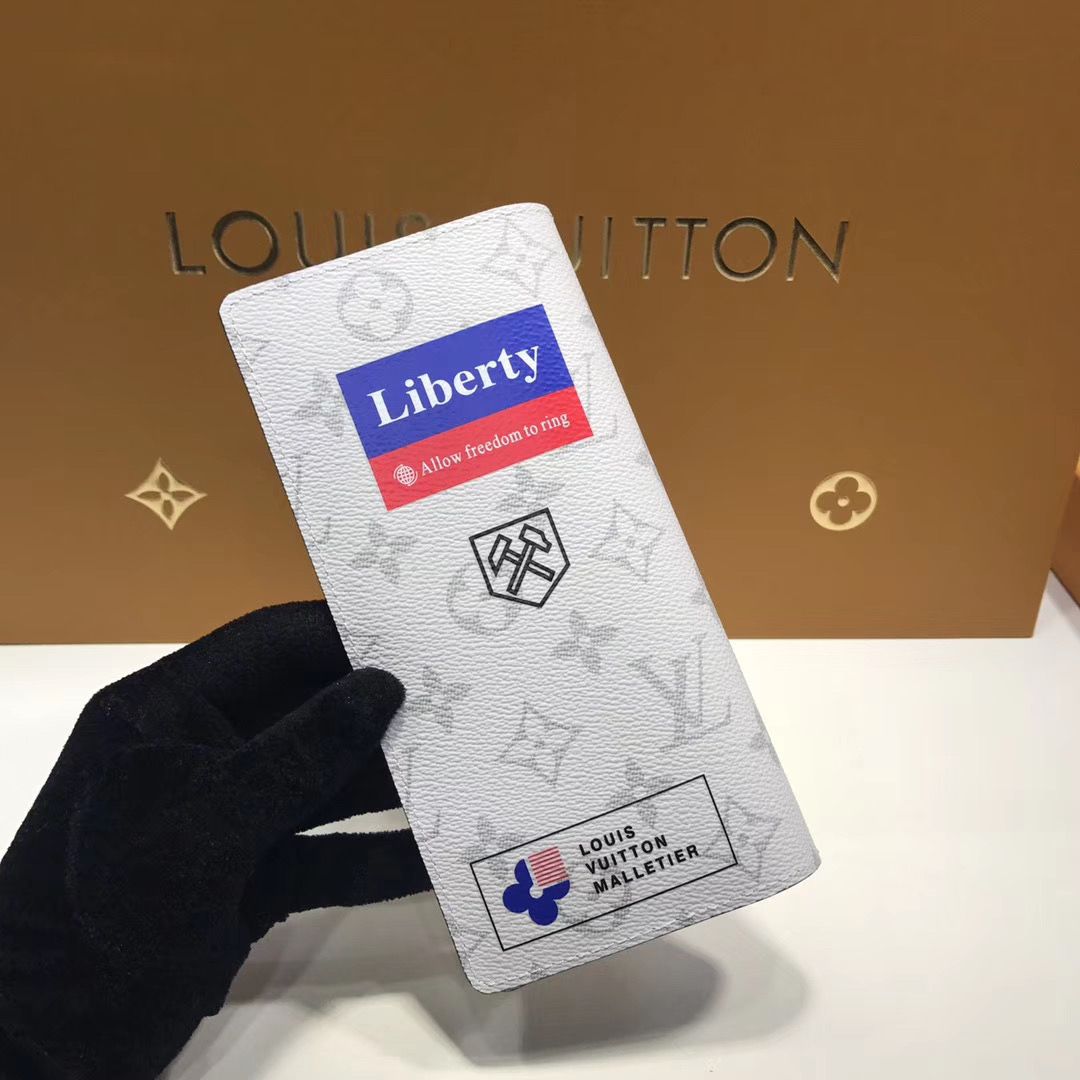 LOUIS VUITTON
Liberty
Allow freedom to ring
LOUIS
VUITTON
MALLETIER